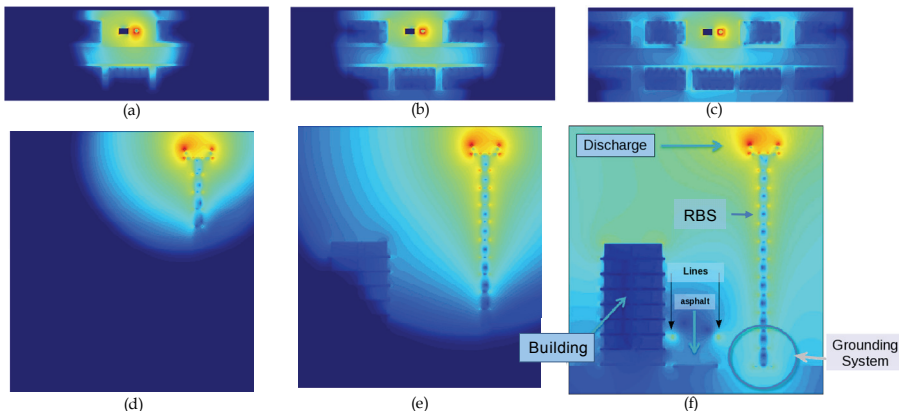 (a)
(b)
(c)
Discharge
RBS
Lines
asphalt
Building
Grounding
System
(d)
(e)
(f)